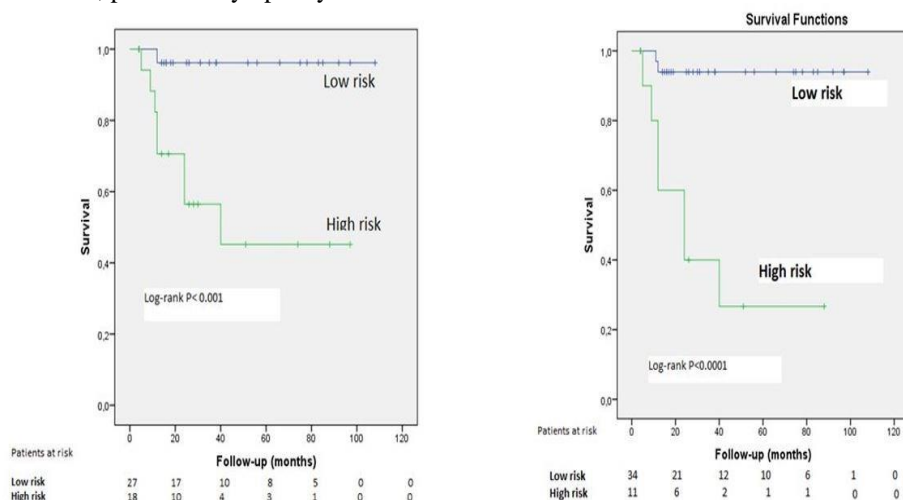 Survival Functions
1,0
0,8
0,6
0,4
0,2
0,0
Survival
Low risk
High risk
Log-rank P< 0.001
0 20 40 60 80 100 120
Follow-up (months)
Patients at risk
Low risk 27 17 10 8 5 0 0
High risk 18 10 4 3 1 0 0
1,0
0,8
0,6
0,4
0,2
0,0
Survival
Low risk
High risk
Log-rank P<0.0001
0 20 40 60 80 100 120
Follow-up (months)
Patients at risk
Low risk 34 21 12 10 6 1 0
High risk 11 6 2 1 1 0 0